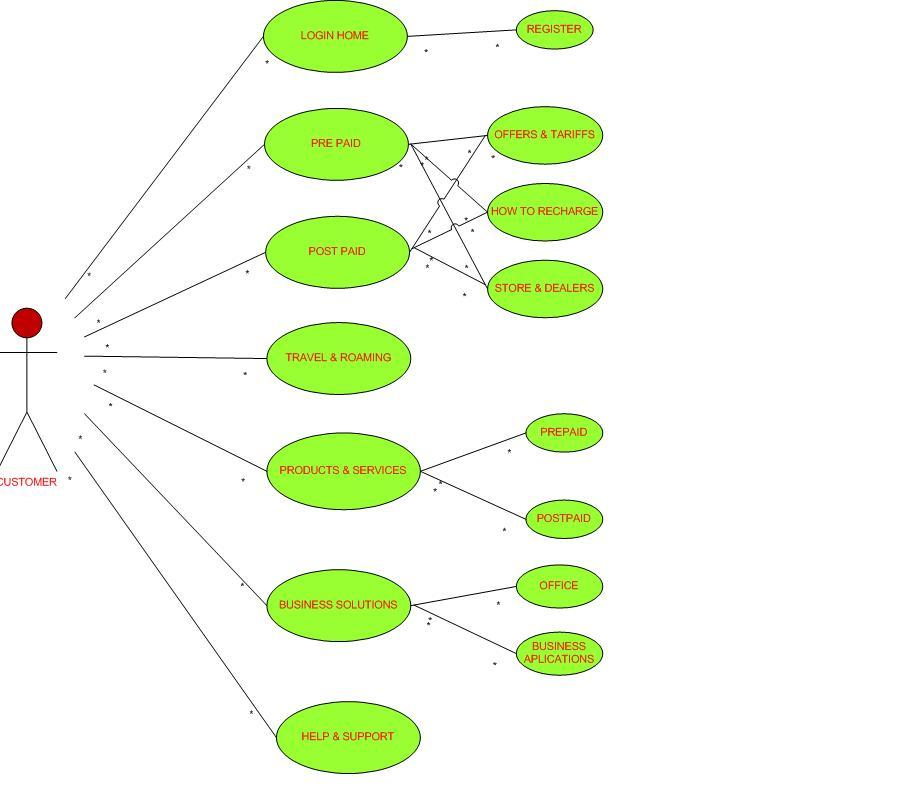 LOGIN HOME
REGISTER
PRE PAID
OFFERS & TARIFFS
HOW TO RECHARGE
POST PAID
STORE & DEALERS
TRAVEL & ROAMING
CUSTOMER
PRODUCTS & SERVICES
PREPAID
POSTPAID
BUSINESS SOLUTIONS
OFFICE
BUSINESS
APLICATIONS
HELP & SUPPORT